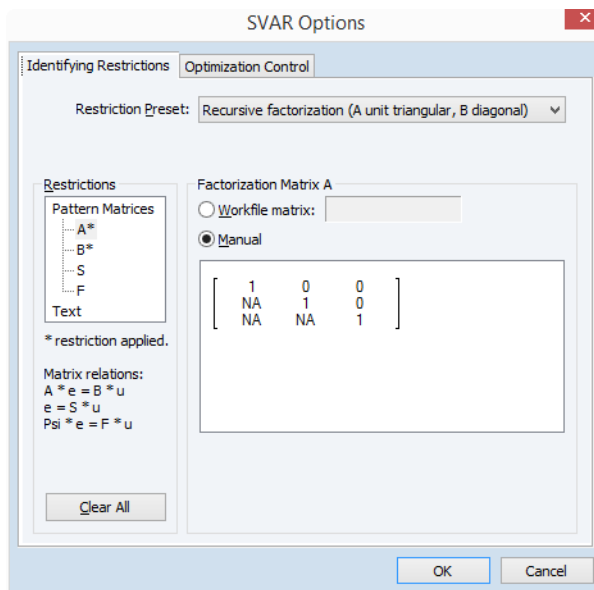 SVAR Options
Identifying Restrictions
Optimization Control
Restriction Preset: Recursive factorization (A unit triangular, B diagonal)
Restrictions
Pattern Matrices
A*
B*
S
F
Text
* restriction applied.
Matrix relations:
A * e = B * u
e = S * u
Psi * e = F * u
Clear All
Factorization Matrix A
Workfile matrix:
Manual
1 0 0
NA 1 0
NA NA 1
OK
Cancel